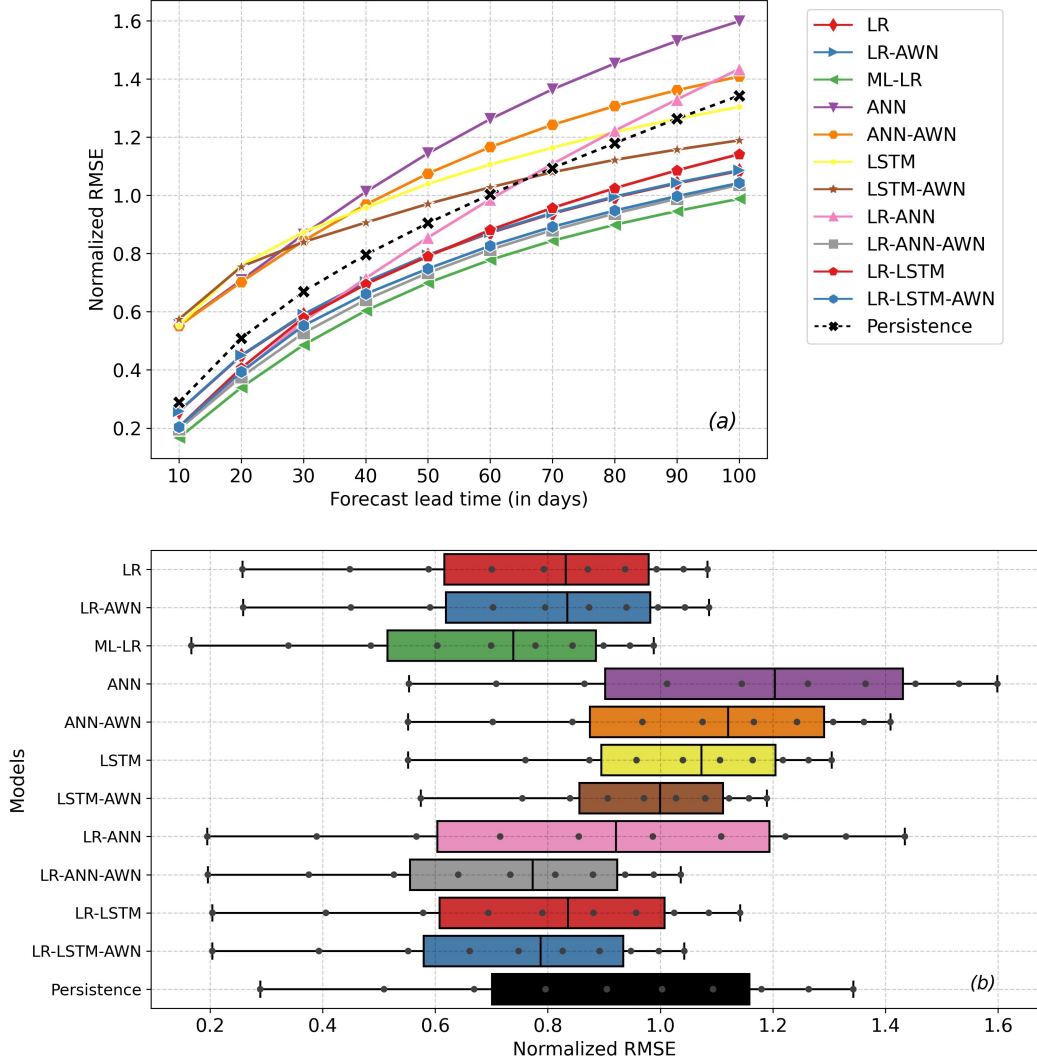 1.6
1.4
1.2
1.0
0.8
0.6
0.4
0.2
Normalized RMSE
10 20 30 40 50 60 70 80 90 100
Forecast lead time (in days)
(a)
LR
LR-AWN
ML-LR
ANN
ANN-AWN
LSTM
LSTM-AWN
LR-ANN
LR-ANN-AWN
LR-LSTM
LR-LSTM-AWN
Persistence
Models
LR
LR-AWN
ML-LR
ANN
ANN-AWN
LSTM
LSTM-AWN
LR-ANN
LR-ANN-AWN
LR-LSTM
LR-LSTM-AWN
Persistence
(b)
0.2 0.4 0.6 0.8 1.0 1.2 1.4 1.6
Normalized RMSE